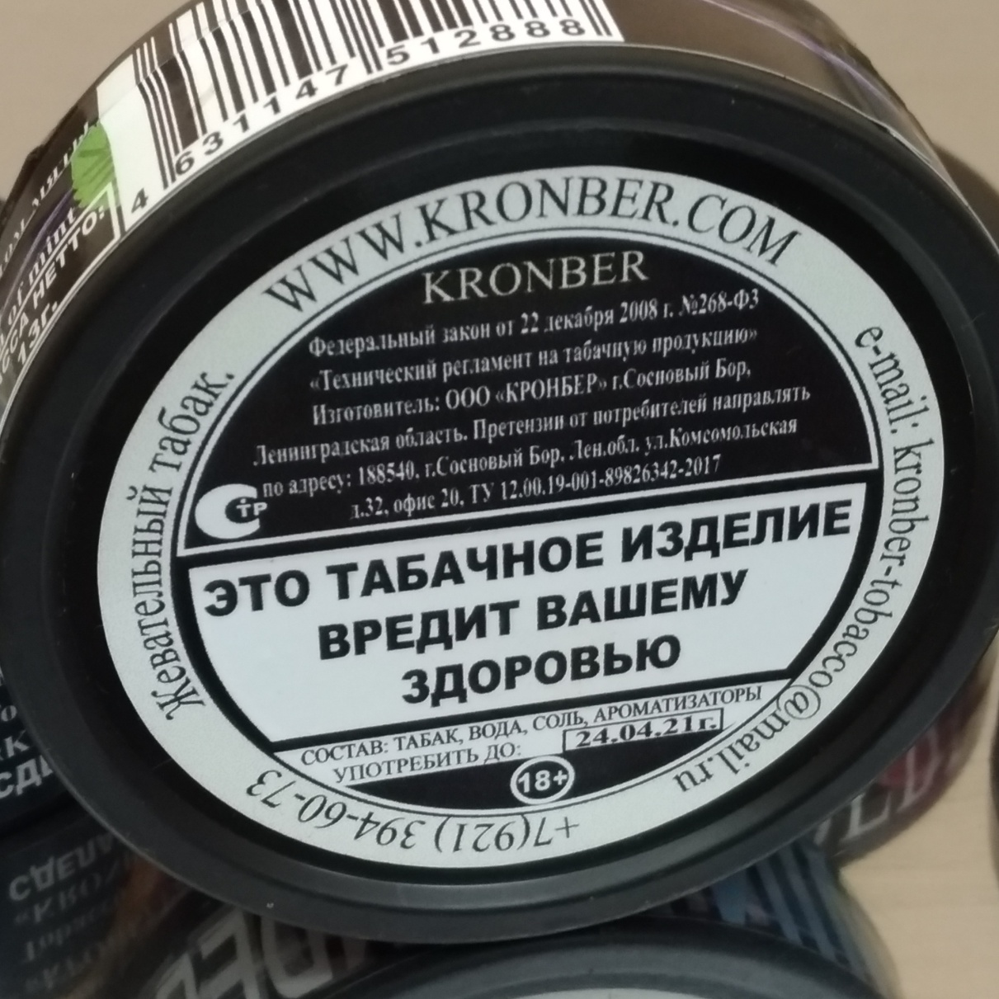 4 631147 512888
of mint
МАССА НЕТТО:
13г.
WWW.KRONBER.COM
e-mail: kronber-tobacco@mail.ru
+7(921) 394-60-73
Жевательный табак.
KRONBER
Федеральный закон от 22 декабря 2008 г. №268-ФЗ
«Технический регламент на табачную продукцию»
Изготовитель: ООО «КРОНБЕР» г.Сосновый Бор,
Ленинградская область. Претензии от потребителей направлять
по адресу: 188540. г.Сосновый Бор, Лен.обл. ул.Комсомольская
д.32, офис 20. ТУ 12.00.19-001-89826342-2017
СТР
ЭТО ТАБАЧНОЕ ИЗДЕЛИЕ
ВРЕДИТ ВАШЕМУ
ЗДОРОВЬЮ
СОСТАВ: ТАБАК, ВОДА, СОЛЬ, АРОМАТИЗАТОРЫ
УПОТРЕБИТЬ ДО: 24.04.21г.
18+